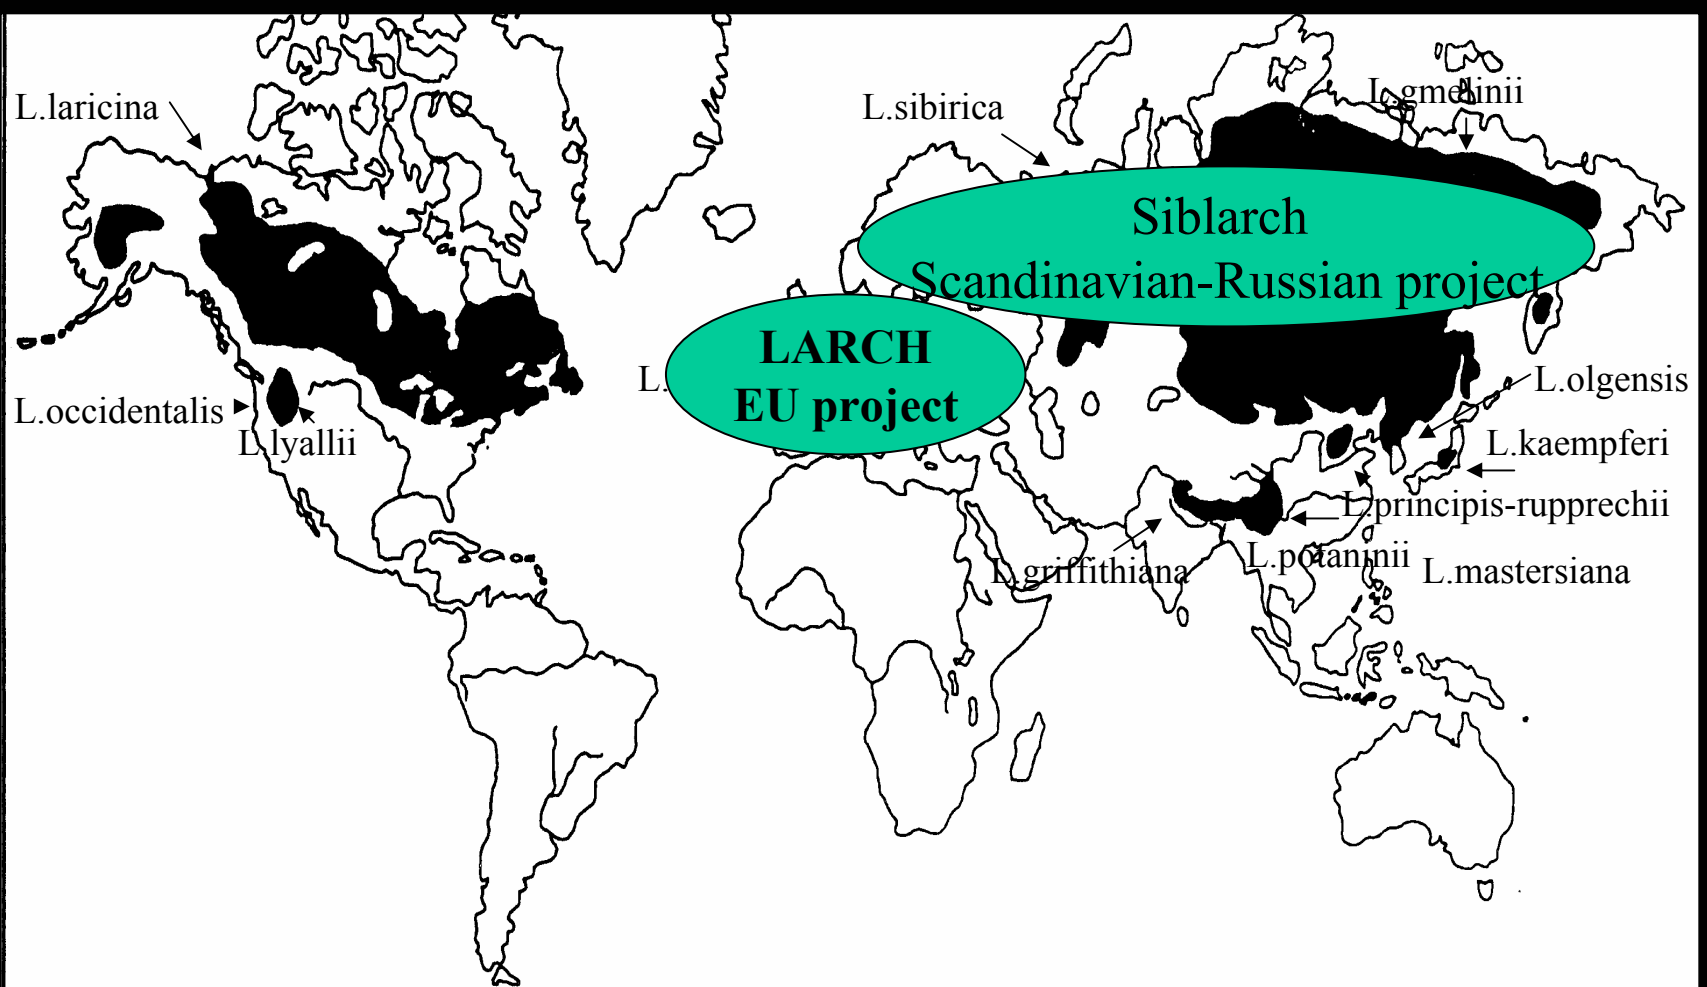 L.laricina
L.sibirica
L.gmelinii
Siblarch
Scandinavian-Russian project
LARCH
EU project
L.
L.occidentalis
L.lyallii
L.olgensis
L.kaempferi
L.principis-rupprechii
L.griffithiana
L.potaninii
L.mastersiana